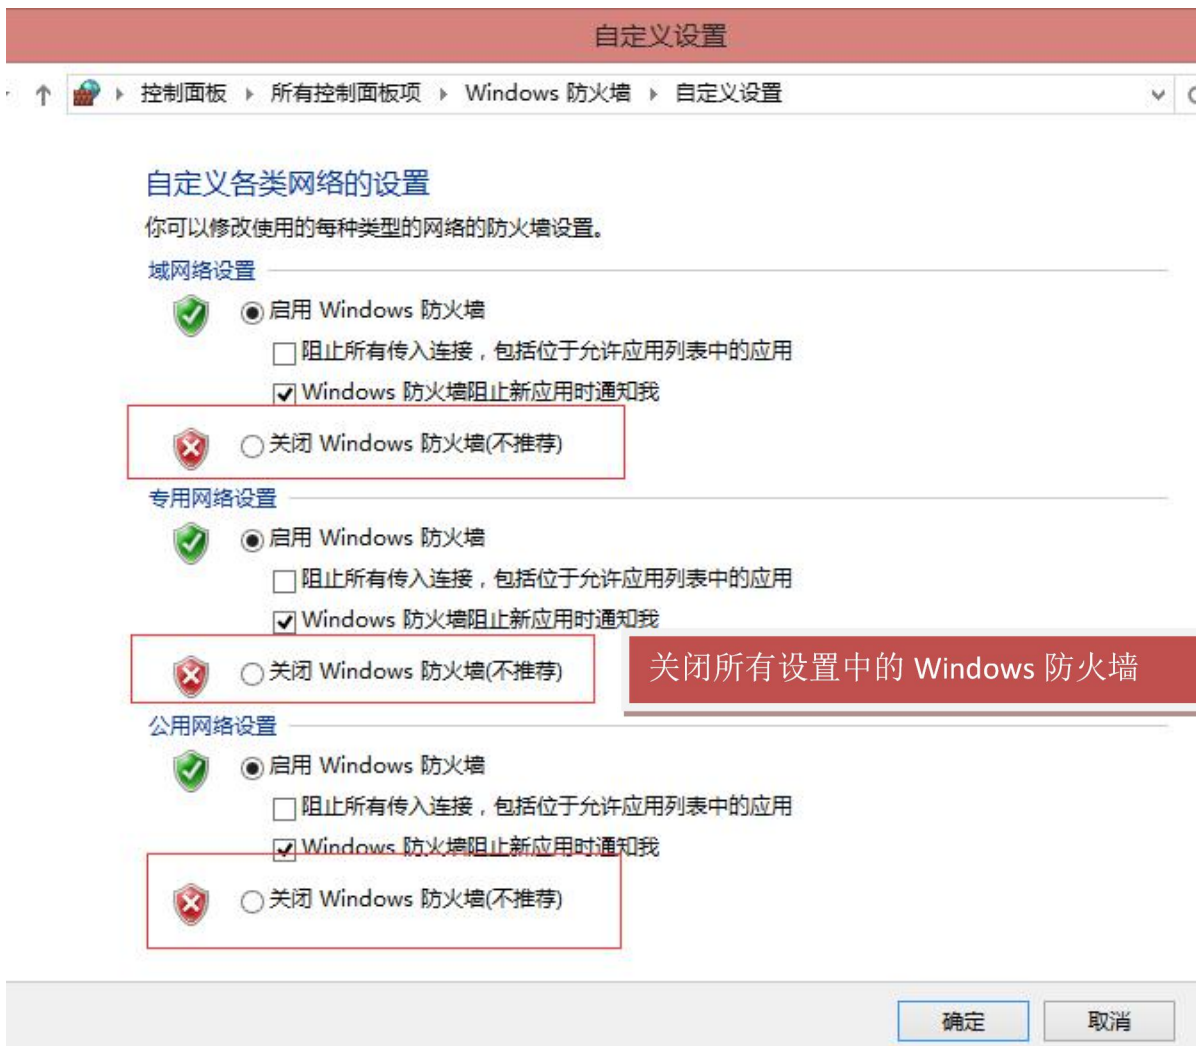 自定义设置
控制面板 所有控制面板项 Windows 防火墙 自定义设置
自定义各类网络的设置
你可以修改使用的每种类型的网络的防火墙设置。
域网络设置
启用 Windows 防火墙
阻止所有传入连接，包括位于允许应用列表中的应用
Windows 防火墙阻止新应用时通知我
关闭 Windows 防火墙(不推荐)
专用网络设置
启用 Windows 防火墙
阻止所有传入连接，包括位于允许应用列表中的应用
Windows 防火墙阻止新应用时通知我
关闭 Windows 防火墙(不推荐)
关闭所有设置中的 Windows 防火墙
公用网络设置
启用 Windows 防火墙
阻止所有传入连接，包括位于允许应用列表中的应用
Windows 防火墙阻止新应用时通知我
关闭 Windows 防火墙(不推荐)
确定 取消